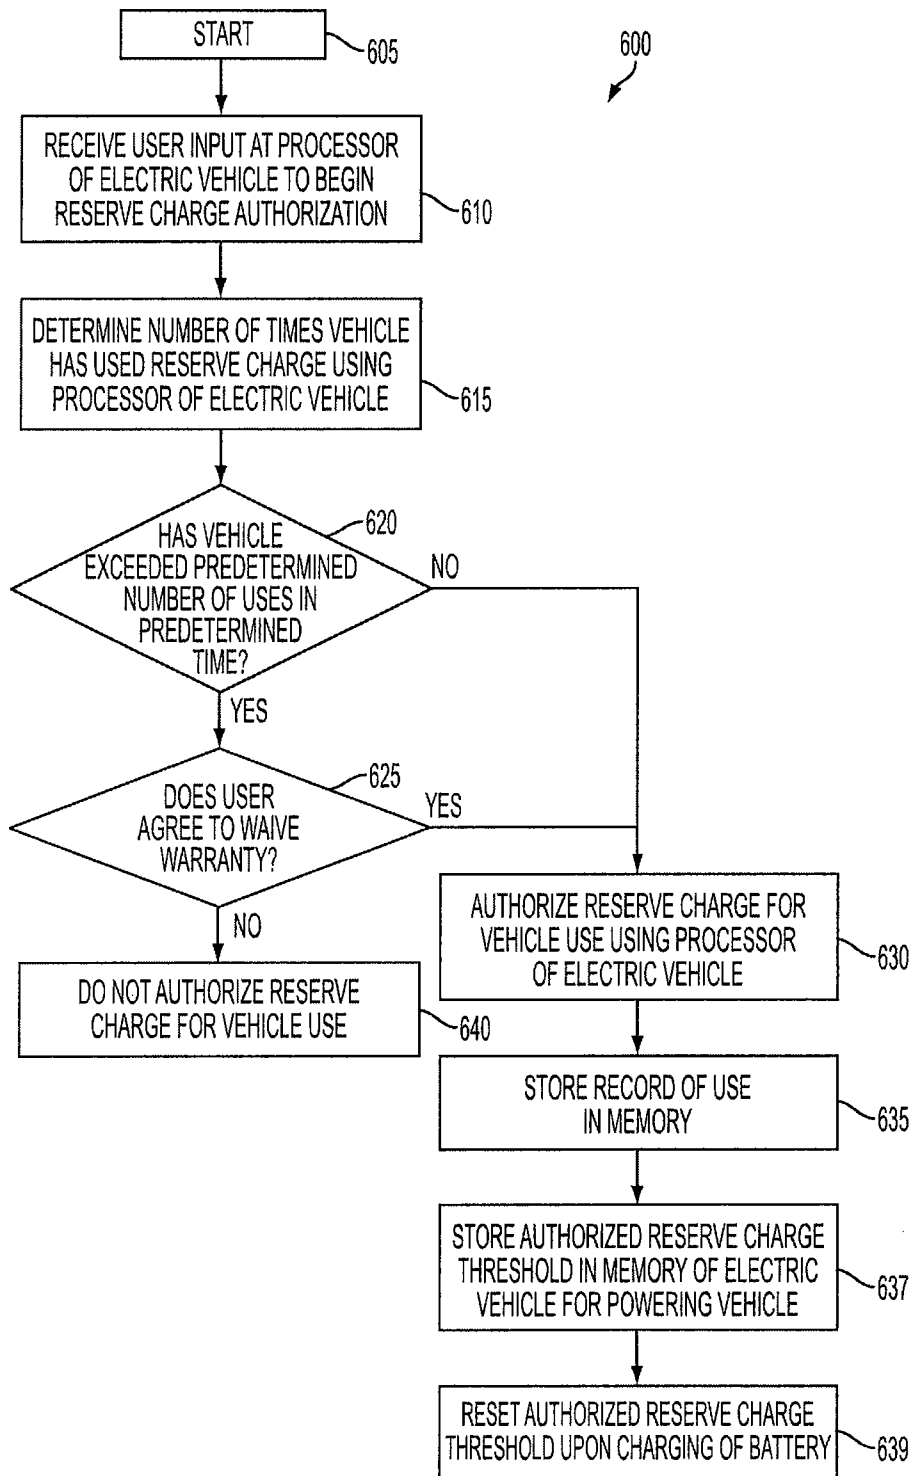 START
605
600
RECEIVE USER INPUT AT PROCESSOR
OF ELECTRIC VEHICLE TO BEGIN
RESERVE CHARGE AUTHORIZATION
610
DETERMINE NUMBER OF TIMES VEHICLE
HAS USED RESERVE CHARGE USING
PROCESSOR OF ELECTRIC VEHICLE
615
620
HAS VEHICLE
EXCEEDED PREDETERMINED
NUMBER OF USES IN
PREDETERMINED
TIME?
NO
YES
625
DOES USER
AGREE TO WAIVE
WARRANTY?
YES
NO
AUTHORIZE RESERVE CHARGE FOR
VEHICLE USE USING PROCESSOR
OF ELECTRIC VEHICLE
630
DO NOT AUTHORIZE RESERVE
CHARGE FOR VEHICLE USE
640
STORE RECORD OF USE
IN MEMORY
635
STORE AUTHORIZED RESERVE CHARGE
THRESHOLD IN MEMORY OF ELECTRIC
VEHICLE FOR POWERING VEHICLE
637
RESET AUTHORIZED RESERVE CHARGE
THRESHOLD UPON CHARGING OF BATTERY
639